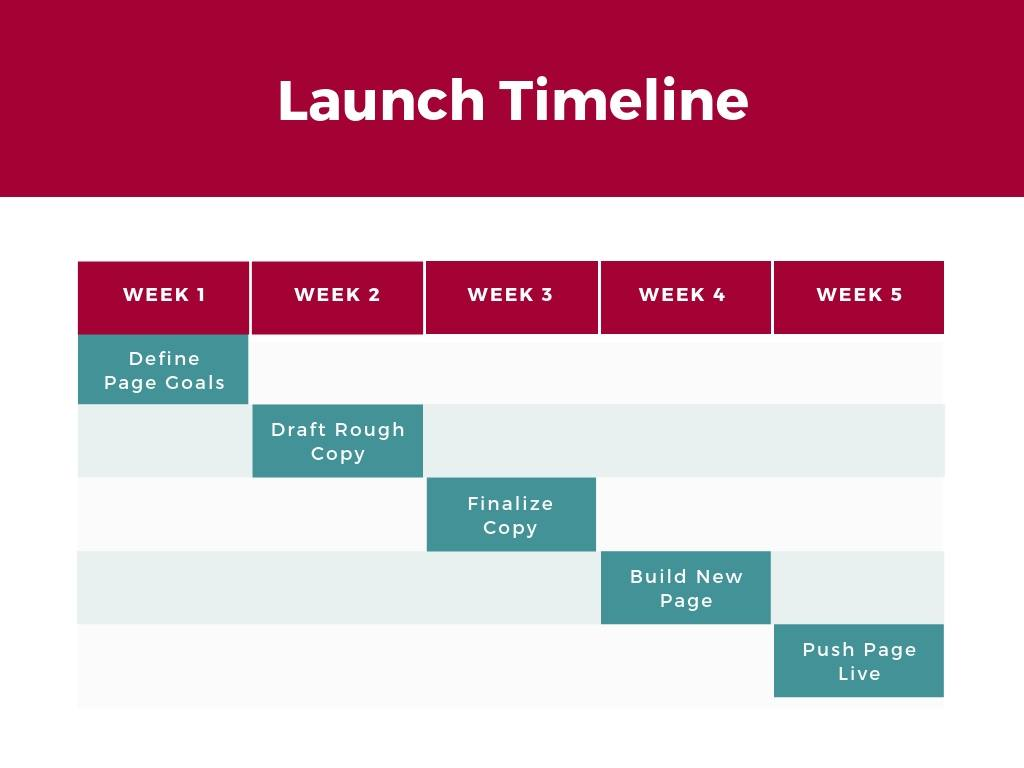 Launch Timeline
WEEK 1 WEEK 2 WEEK 3 WEEK 4 WEEK 5
Define
Page Goals
Draft Rough
Copy
Finalize
Copy
Build New
Page
Push Page
Live